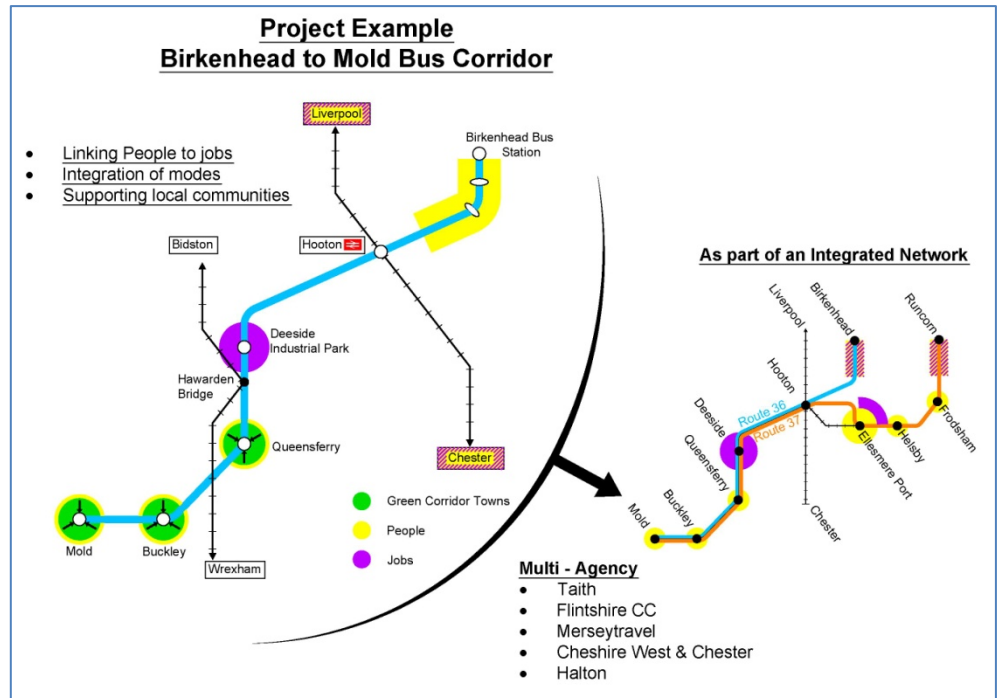 Project Example
Birkenhead to Mold Bus Corridor
• Linking People to jobs
• Integration of modes
• Supporting local communities
Liverpool
Birkenhead Bus
Station
Bidston
Hooton
Deeside
Industrial Park
Hawarden
Bridge
Queensferry
Chester
Mold
Buckley
Wrexham
Green Corridor Towns
People
Jobs
As part of an Integrated Network
Liverpool
Birkenhead
Runcorn
Hooton
Route 36
Route 37
Deeside
Queensferry
Ellesmere Port
Helsby
Frodsham
Buckley
Mold
Chester
Multi - Agency
• Taith
• Flintshire CC
• Merseytravel
• Cheshire West & Chester
• Halton